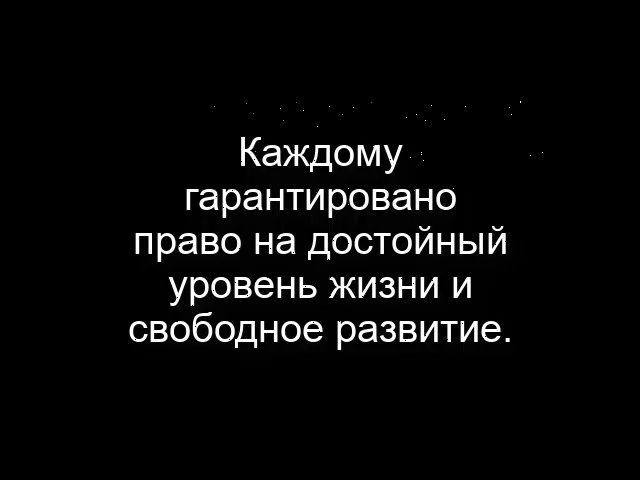 Каждому
гарантировано
право на достойный
уровень жизни и
свободное развитие.